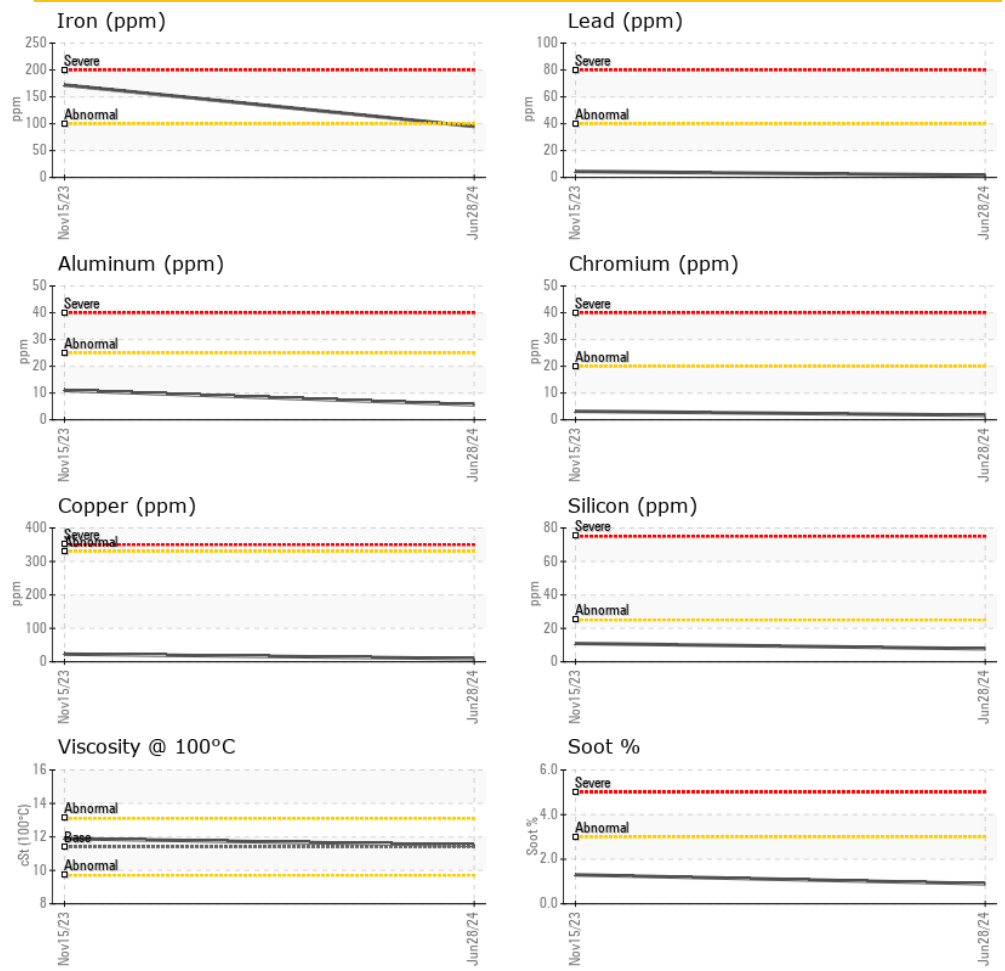 Iron (ppm)
250
200
150
100
50
0
ppm
Severe
Abnormal
Nov15/23
Jun28/24
Lead (ppm)
100
80
60
40
20
0
ppm
Severe
Abnormal
Nov15/23
Jun28/24
Aluminum (ppm)
50
40
30
20
10
0
ppm
Severe
Abnormal
Nov15/23
Jun28/24
Chromium (ppm)
50
40
30
20
10
0
ppm
Severe
Abnormal
Nov15/23
Jun28/24
Copper (ppm)
400
300
200
100
0
ppm
Severe
Abnormal
Nov15/23
Jun28/24
Silicon (ppm)
80
60
40
20
0
ppm
Severe
Abnormal
Nov15/23
Jun28/24
Viscosity @ 100°C
16
14
12
10
8
cSt (100°C)
Abnormal
Base
Abnormal
Nov15/23
Jun28/24
Soot %
6.0
4.0
2.0
0.0
Soot %
Severe
Abnormal
Nov15/23
Jun28/24